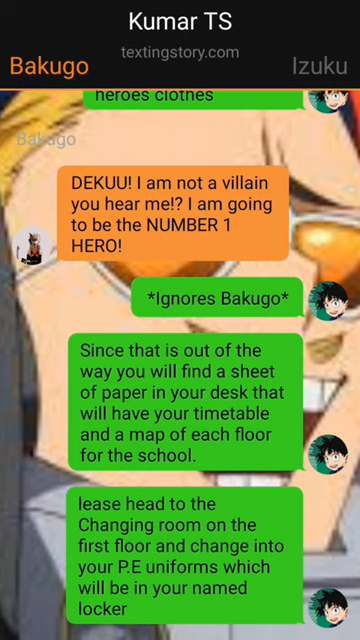 Kumar TS
textingstory.com
Bakugo
Izuku
heroes clothes
Bakugo
DEKUU! I am not a villain
you hear me!? I am going
to be the NUMBER 1
HERO!
*Ignores Bakugo*
Since that is out of the
way you will find a sheet
of paper in your desk that
will have your timetable
and a map of each floor
for the school.
lease head to the
Changing room on the
first floor and change into
your P.E uniforms which
will be in your named
locker